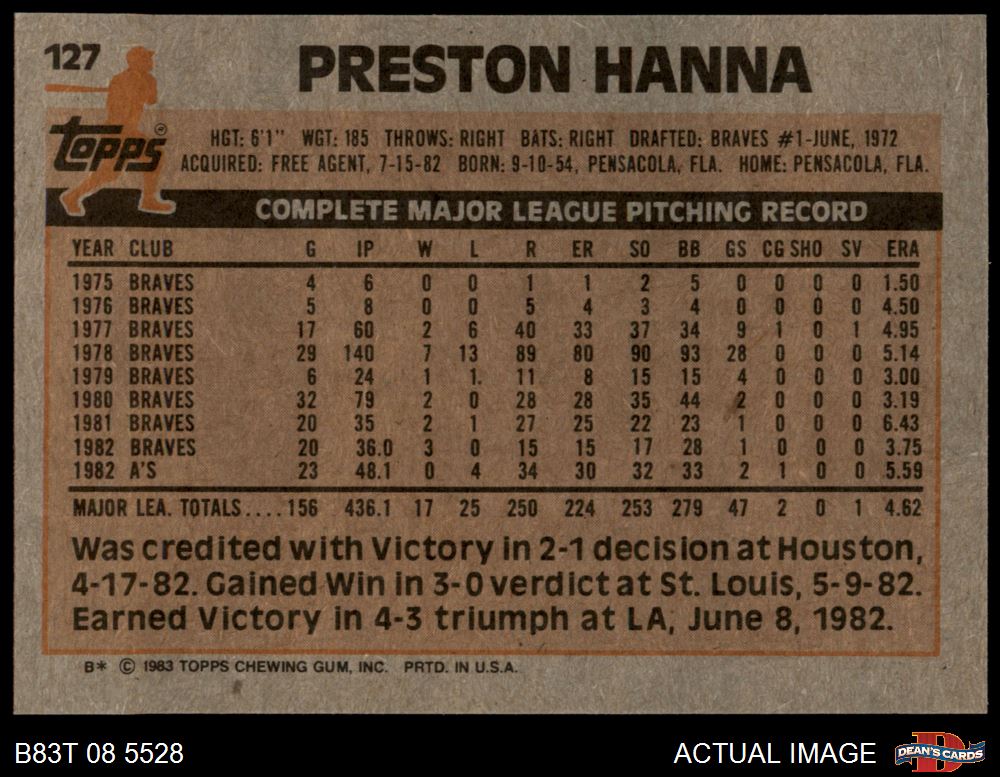 127
PRESTON HANNA
Topps®
HGT: 6'1" WGT: 185 THROWS: RIGHT BATS: RIGHT DRAFTED: BRAVES #1-JUNE, 1972
ACQUIRED: FREE AGENT, 7-15-82 BORN: 9-10-54, PENSACOLA, FLA. HOME: PENSACOLA, FLA.
COMPLETE MAJOR LEAGUE PITCHING RECORD
YEAR CLUB G IP W L R ER SO BB GS CG SHO SV ERA
1975 BRAVES 4 6 0 0 1 1 2 5 0 0 0 0 1.50
1976 BRAVES 5 8 0 0 5 4 3 4 0 0 0 0 4.50
1977 BRAVES 17 60 2 6 40 33 37 34 9 1 0 1 4.95
1978 BRAVES 29 140 7 13 89 80 90 93 28 0 0 0 5.14
1979 BRAVES 6 24 1 1. 11 8 15 15 4 0 0 0 3.00
1980 BRAVES 32 79 2 0 28 28 35 44 2 0 0 0 3.19
1981 BRAVES 20 35 2 1 27 25 22 23 1 0 0 0 6.43
1982 BRAVES 20 36.0 3 0 15 15 17 28 1 0 0 0 3.75
1982 A'S 23 48.1 0 4 34 30 32 33 2 1 0 0 5.59
MAJOR LEA. TOTALS....156 436.1 17 25 250 224 253 279 47 2 0 1 4.62
Was credited with Victory in 2-1 decision at Houston,
4-17-82. Gained Win in 3-0 verdict at St. Louis, 5-9-82.
Earned Victory in 4-3 triumph at LA, June 8, 1982.
B* © 1983 TOPPS CHEWING GUM, INC. PRTD. IN U.S.A.
B83T 08 5528
ACTUAL IMAGE
D
DEAN'S CARDS